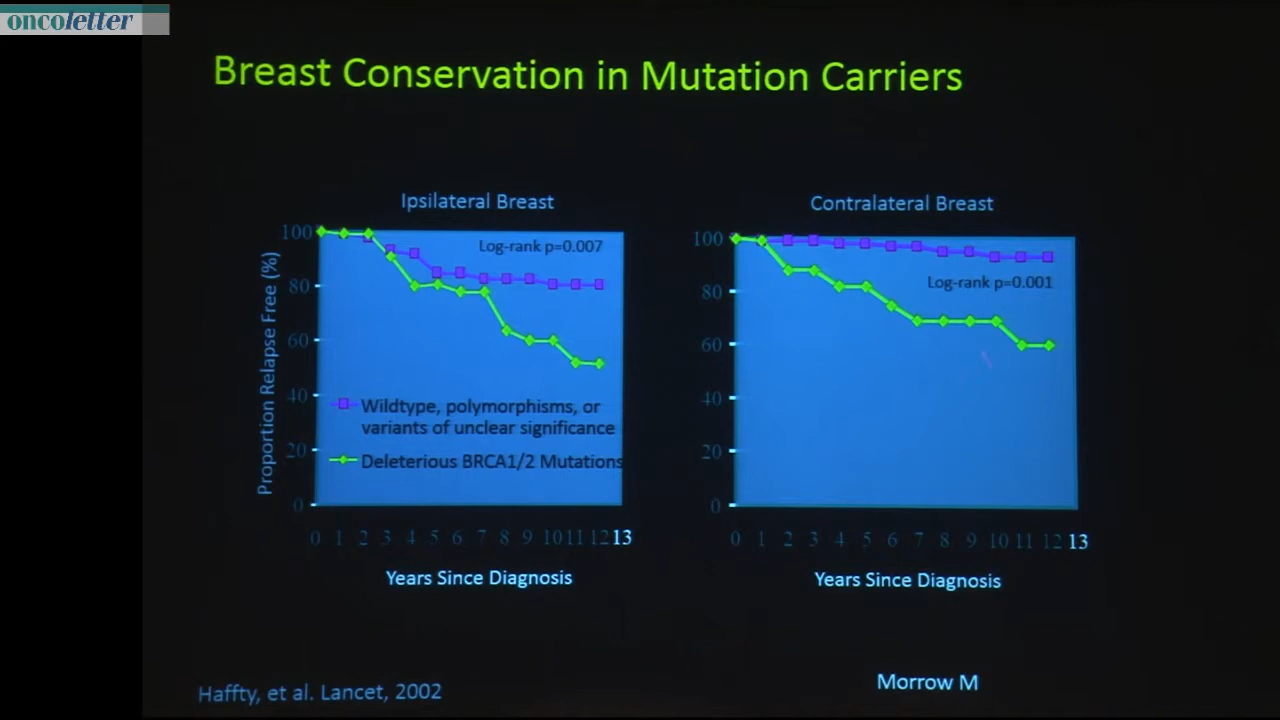 oncoletter
Breast Conservation in Mutation Carriers
Ipsilateral Breast
Proportion Relapse Free (%)
100
80
60
40
20
0
Log-rank p=0.007
Wildtype, polymorphisms, or
variants of unclear significance
Deleterious BRCA1/2 Mutations
0 1 2 3 4 5 6 7 8 9 10 11 12 13
Years Since Diagnosis
Contralateral Breast
100
80
60
40
20
0
Log-rank p=0.001
0 1 2 3 4 5 6 7 8 9 10 11 12 13
Years Since Diagnosis
Haffty, et al. Lancet, 2002
Morrow M